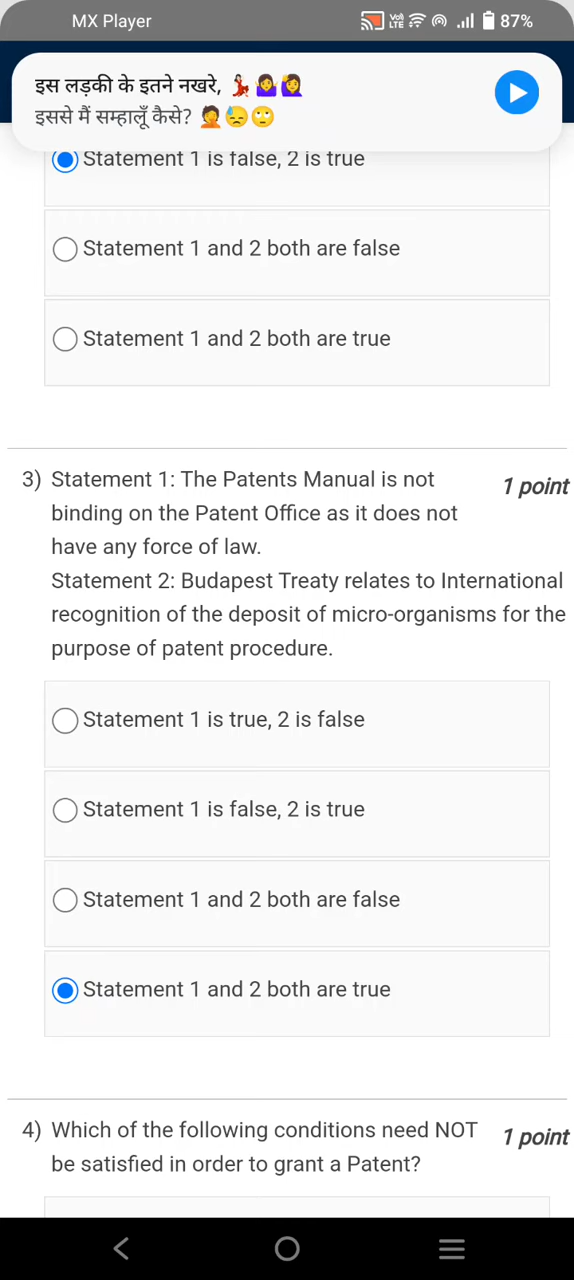 MX Player
Vo) LTE 87%
इस लड़की के इतने नखरे, 💃 🤷‍♀️ 🙋‍♀️
इससे मैं सम्हालूँ कैसे? 🤦 😓 🙄
Statement 1 is false, 2 is true
Statement 1 and 2 both are false
Statement 1 and 2 both are true
3) Statement 1: The Patents Manual is not 1 point
binding on the Patent Office as it does not
have any force of law.
Statement 2: Budapest Treaty relates to International
recognition of the deposit of micro-organisms for the
purpose of patent procedure.
Statement 1 is true, 2 is false
Statement 1 is false, 2 is true
Statement 1 and 2 both are false
Statement 1 and 2 both are true
4) Which of the following conditions need NOT 1 point
be satisfied in order to grant a Patent?